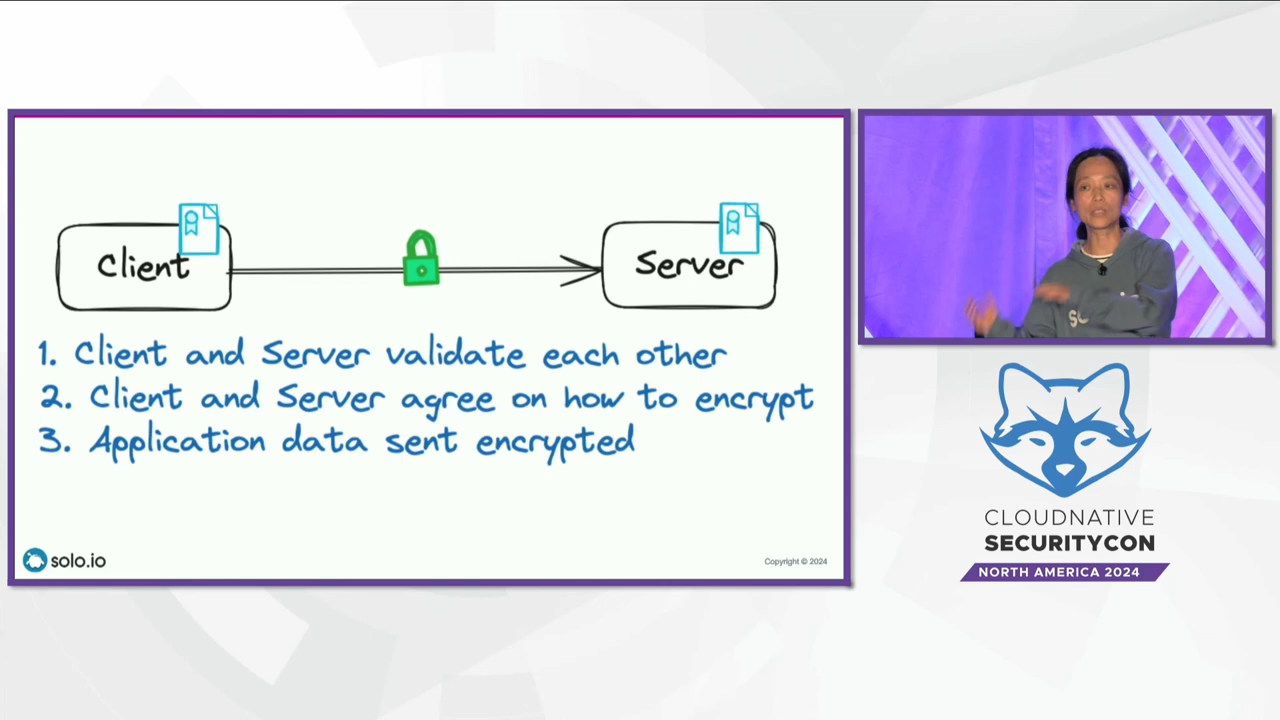 Client
Server
1. Client and Server validate each other
2. Client and Server agree on how to encrypt
3. Application data sent encrypted
solo.io
Copyright © 2024
CLOUDNATIVE
SECURITYCON
NORTH AMERICA 2024